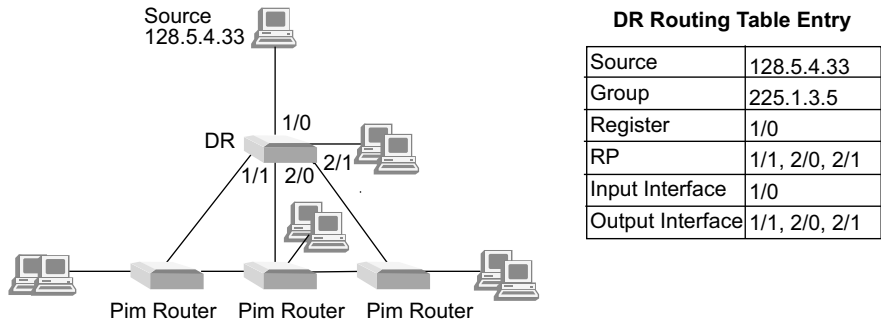 Source
128.5.4.33
1/0
DR
1/1 2/0 2/1
Pim Router Pim Router Pim Router
DR Routing Table Entry
Source 128.5.4.33
Group 225.1.3.5
Register 1/0
RP 1/1, 2/0, 2/1
Input Interface 1/0
Output Interface 1/1, 2/0, 2/1